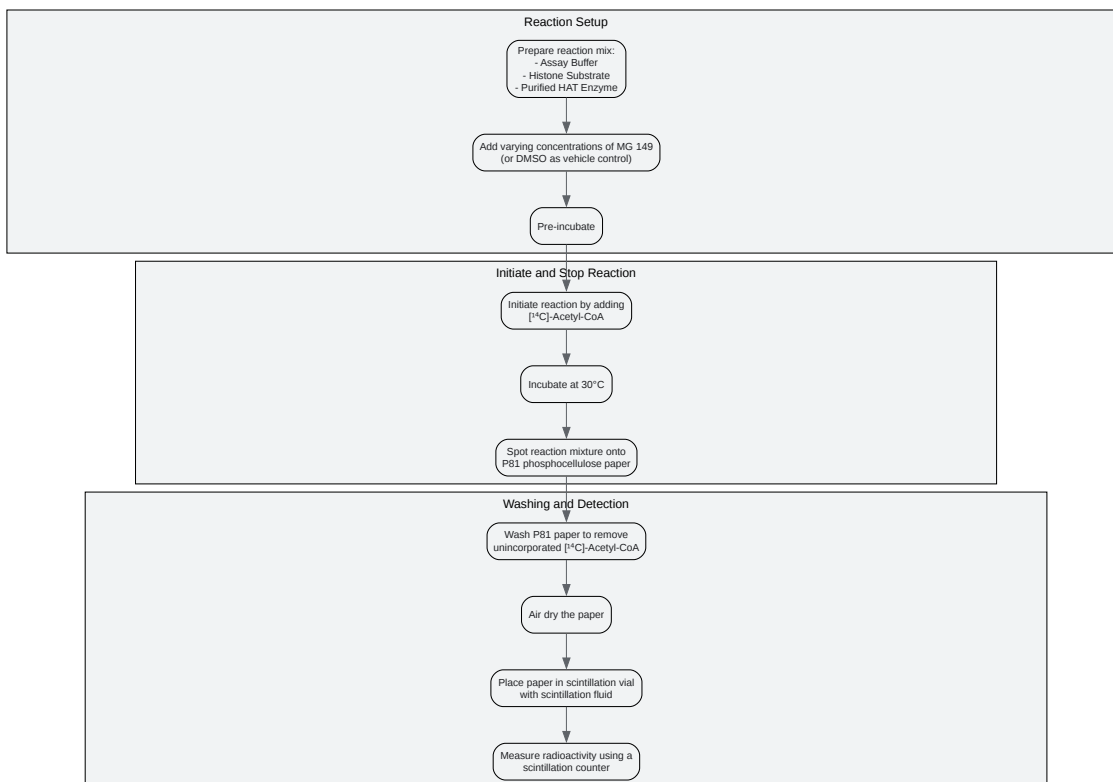 Reaction Setup
Prepare reaction mix:
- Assay Buffer
- Histone Substrate
- Purified HAT Enzyme
Add varying concentrations of MG 149
(or DMSO as vehicle control)
Pre-incubate
Initiate and Stop Reaction
Initiate reaction by adding
[¹⁴C]-Acetyl-CoA
Incubate at 30°C
Spot reaction mixture onto
P81 phosphocellulose paper
Washing and Detection
Wash P81 paper to remove
unincorporated [¹⁴C]-Acetyl-CoA
Air dry the paper
Place paper in scintillation vial
with scintillation fluid
Measure radioactivity using a
scintillation counter